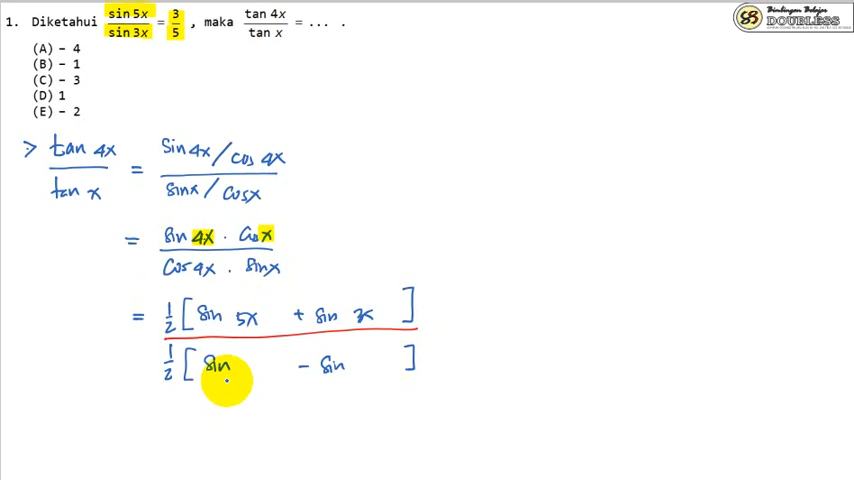 1. Diketahui sin 5x / sin 3x = 3/5 , maka tan 4x / tan x = ... .
(A) – 4
(B) – 1
(C) – 3
(D) 1
(E) – 2
Bimbingan Belajar
DOUBLESS
⇒ tan 4x / tan x = sin 4x / cos 4x / sin x / cos x
= sin 4x . cos x / cos 4x . sin x
= 1/2 [ sin 5x + sin 3x ]
1/2 [ sin – sin ]